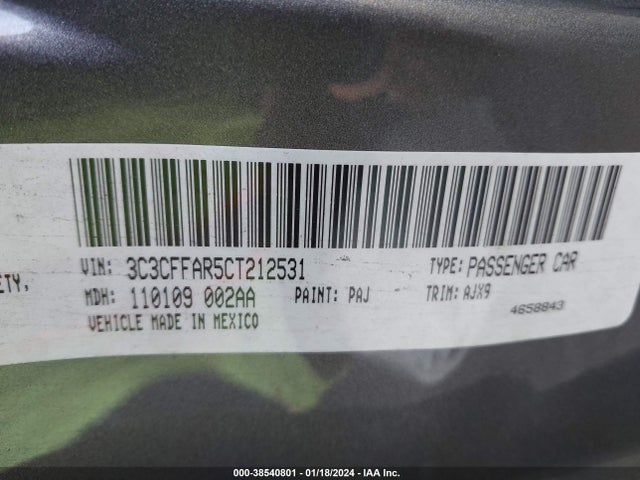 VIN: 3C3CFFAR5CT212531 TYPE: PASSENGER CAR
ETY,
MDH: 110109 002AA PAINT: PAJ TRIM: AJX9
4658843
VEHICLE MADE IN MEXICO
000-38540801 - 01/18/2024 - IAA Inc.